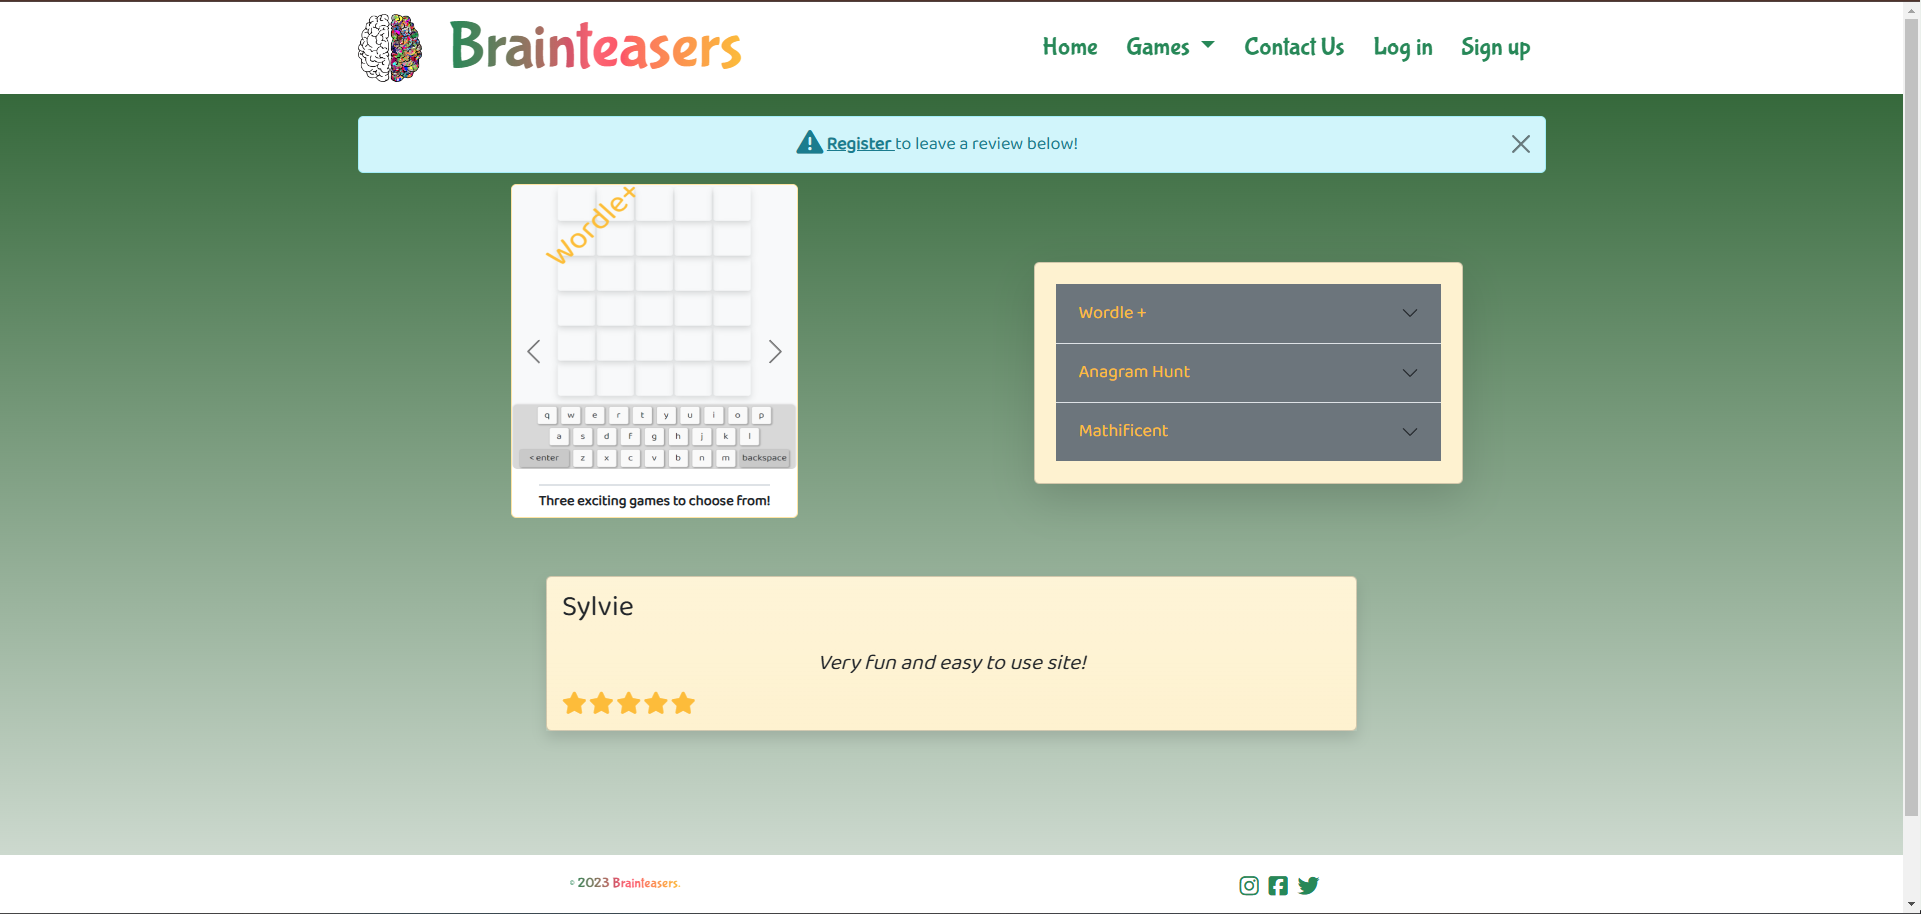 Brainteasers
Home Games Contact Us Log in Sign up
Register to leave a review below!
Wordle+
q w e r t y u i o p
a s d f g h j k l
< enter z x c v b n m backspace
Three exciting games to choose from!
Wordle +
Anagram Hunt
Mathificent
Sylvie
Very fun and easy to use site!
© 2023 Brainteasers.